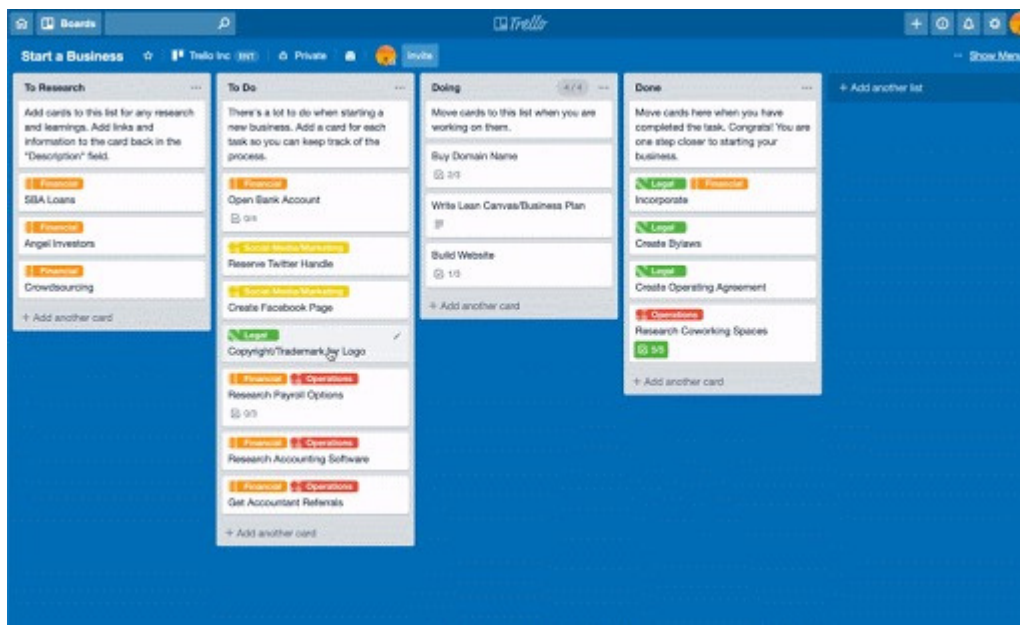 Boards
Trello
Start a Business
Trello Inc
Private
Invite
Show Menu
To Research
Add cards to this list for any research
and learnings. Add links and
information to the card back in the
"Description" field.
Financial
SBA Loans
Financial
Angel Investors
Financial
Crowdsourcing
+ Add another card
To Do
There's a lot to do when starting a
new business. Add a card for each
task so you can keep track of the
process.
Financial
Open Bank Account
Social Media/Marketing
Reserve Twitter Handle
Social Media/Marketing
Create Facebook Page
Legal
Copyright/Trademark for Logo
Financial Operations
Research Payroll Options
0/3
Financial Operations
Research Accounting Software
Financial Operations
Get Accountant Referrals
+ Add another card
Doing 4/4
Move cards to this list when you are
working on them.
Buy Domain Name
Write Lean Canvas/Business Plan
Build Website
1/3
+ Add another card
Done
Move cards here when you have
completed the task. Congrats! You are
one step closer to starting your
business.
Legal Financial
Incorporate
Legal
Create Bylaws
Legal
Create Operating Agreement
Operations
Research Coworking Spaces
+ Add another card
+ Add another list